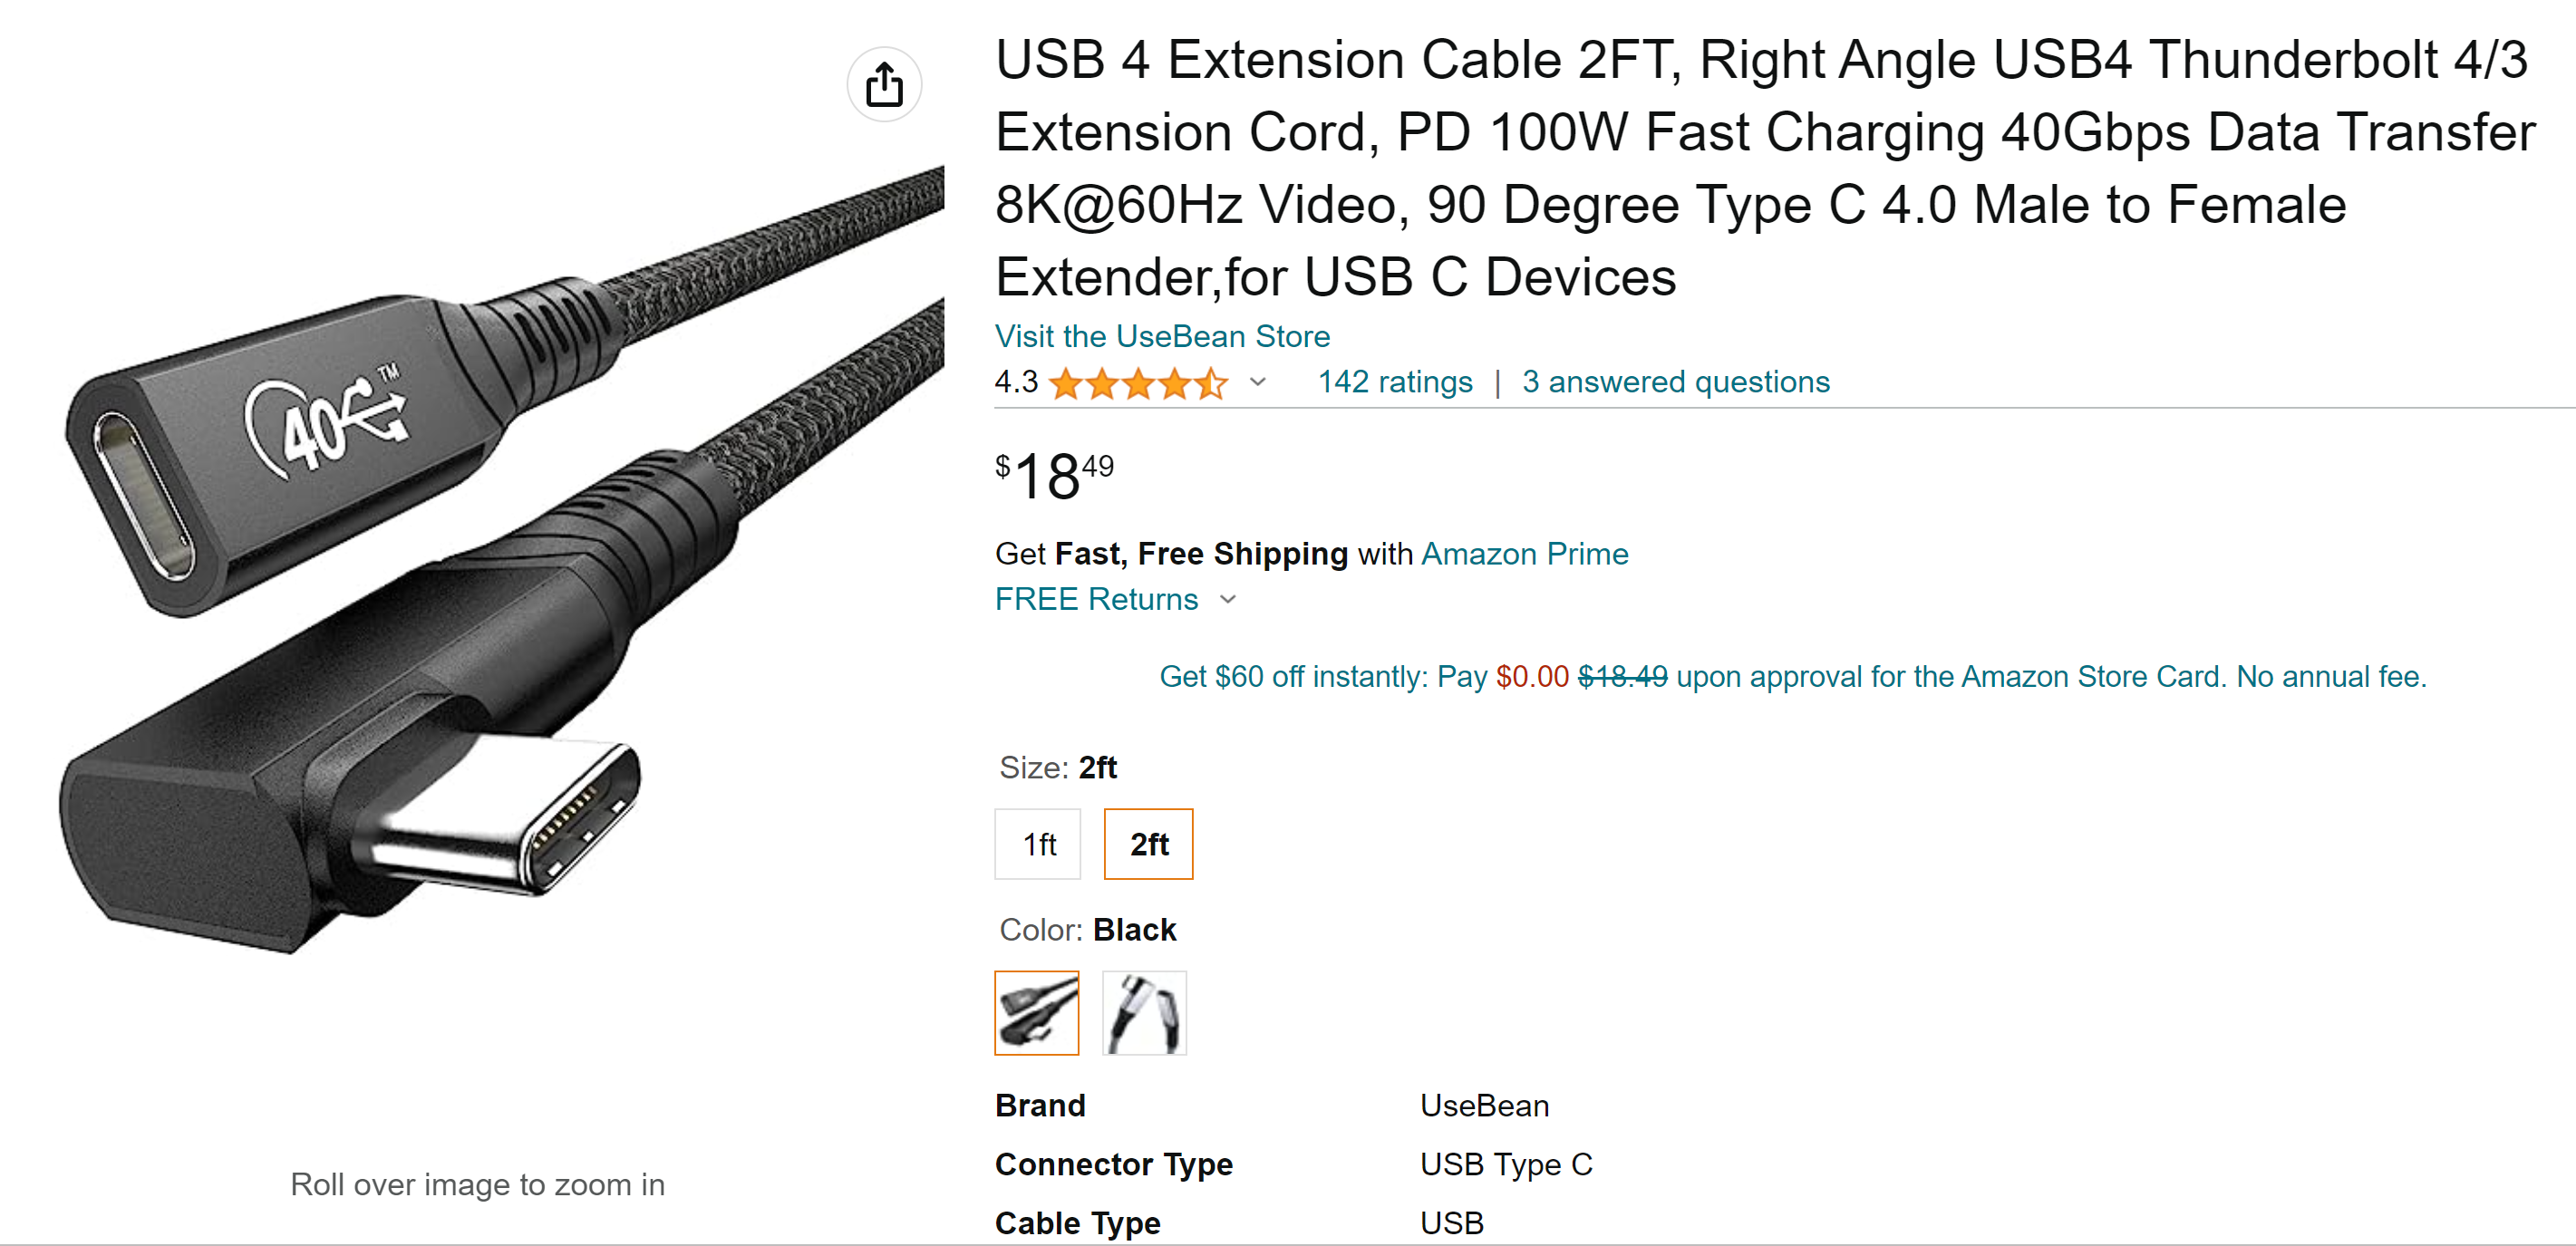 USB 4 Extension Cable 2FT, Right Angle USB4 Thunderbolt 4/3
Extension Cord, PD 100W Fast Charging 40Gbps Data Transfer
8K@60Hz Video, 90 Degree Type C 4.0 Male to Female
Extender,for USB C Devices
Visit the UseBean Store
4.3 142 ratings | 3 answered questions
40 TM
$18 49
Get Fast, Free Shipping with Amazon Prime
FREE Returns
Get $60 off instantly: Pay $0.00 $18.49 upon approval for the Amazon Store Card. No annual fee.
Size: 2ft
1ft 2ft
Color: Black
Brand UseBean
Connector Type USB Type C
Cable Type USB
Roll over image to zoom in